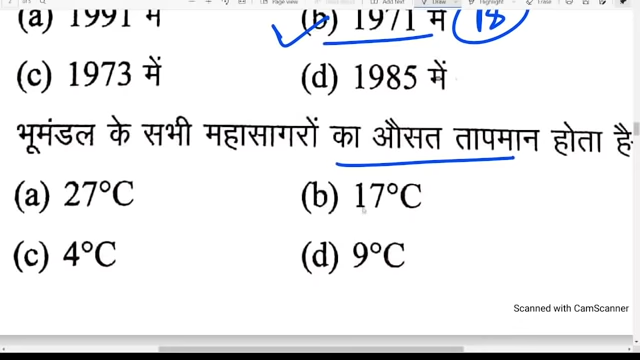 (a) 1991 में (b) 1971 में 18
(c) 1973 में (d) 1985 में
भूमंडल के सभी महासागरों का औसत तापमान होता है-
(a) 27°C (b) 17°C
(c) 4°C (d) 9°C
Scanned with CamScanner